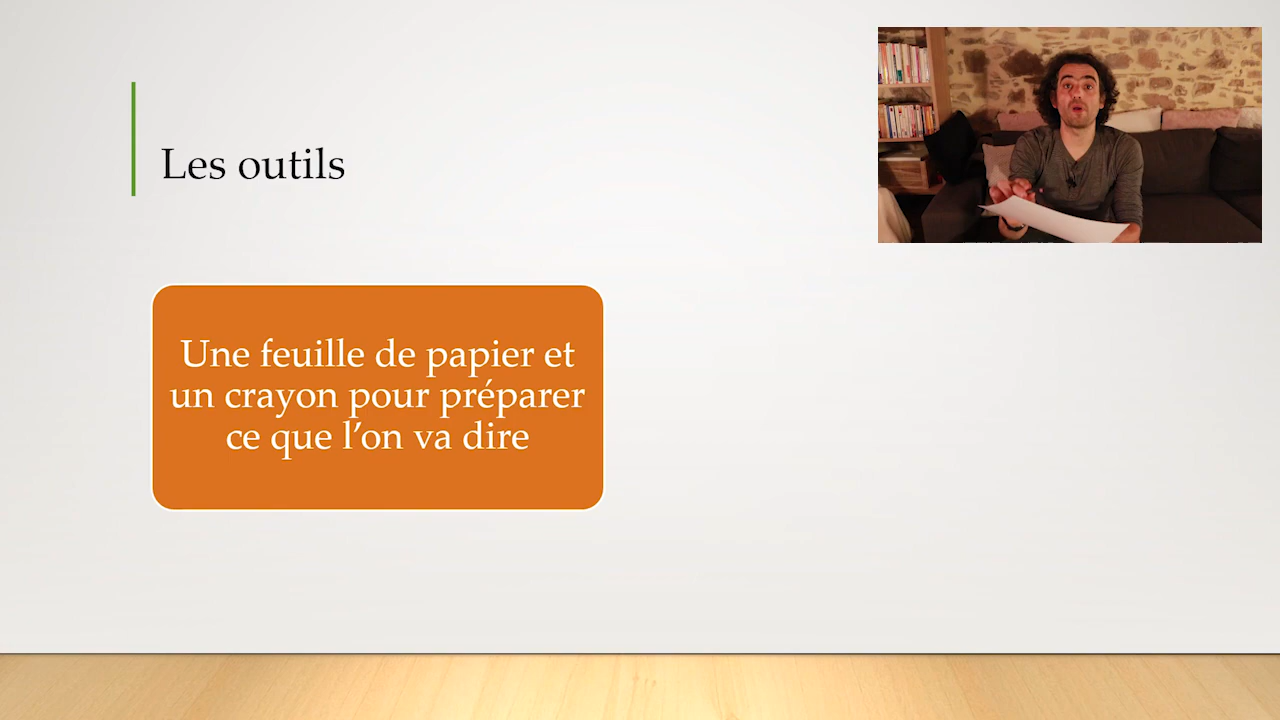 Les outils
Une feuille de papier et
un crayon pour préparer
ce que l’on va dire